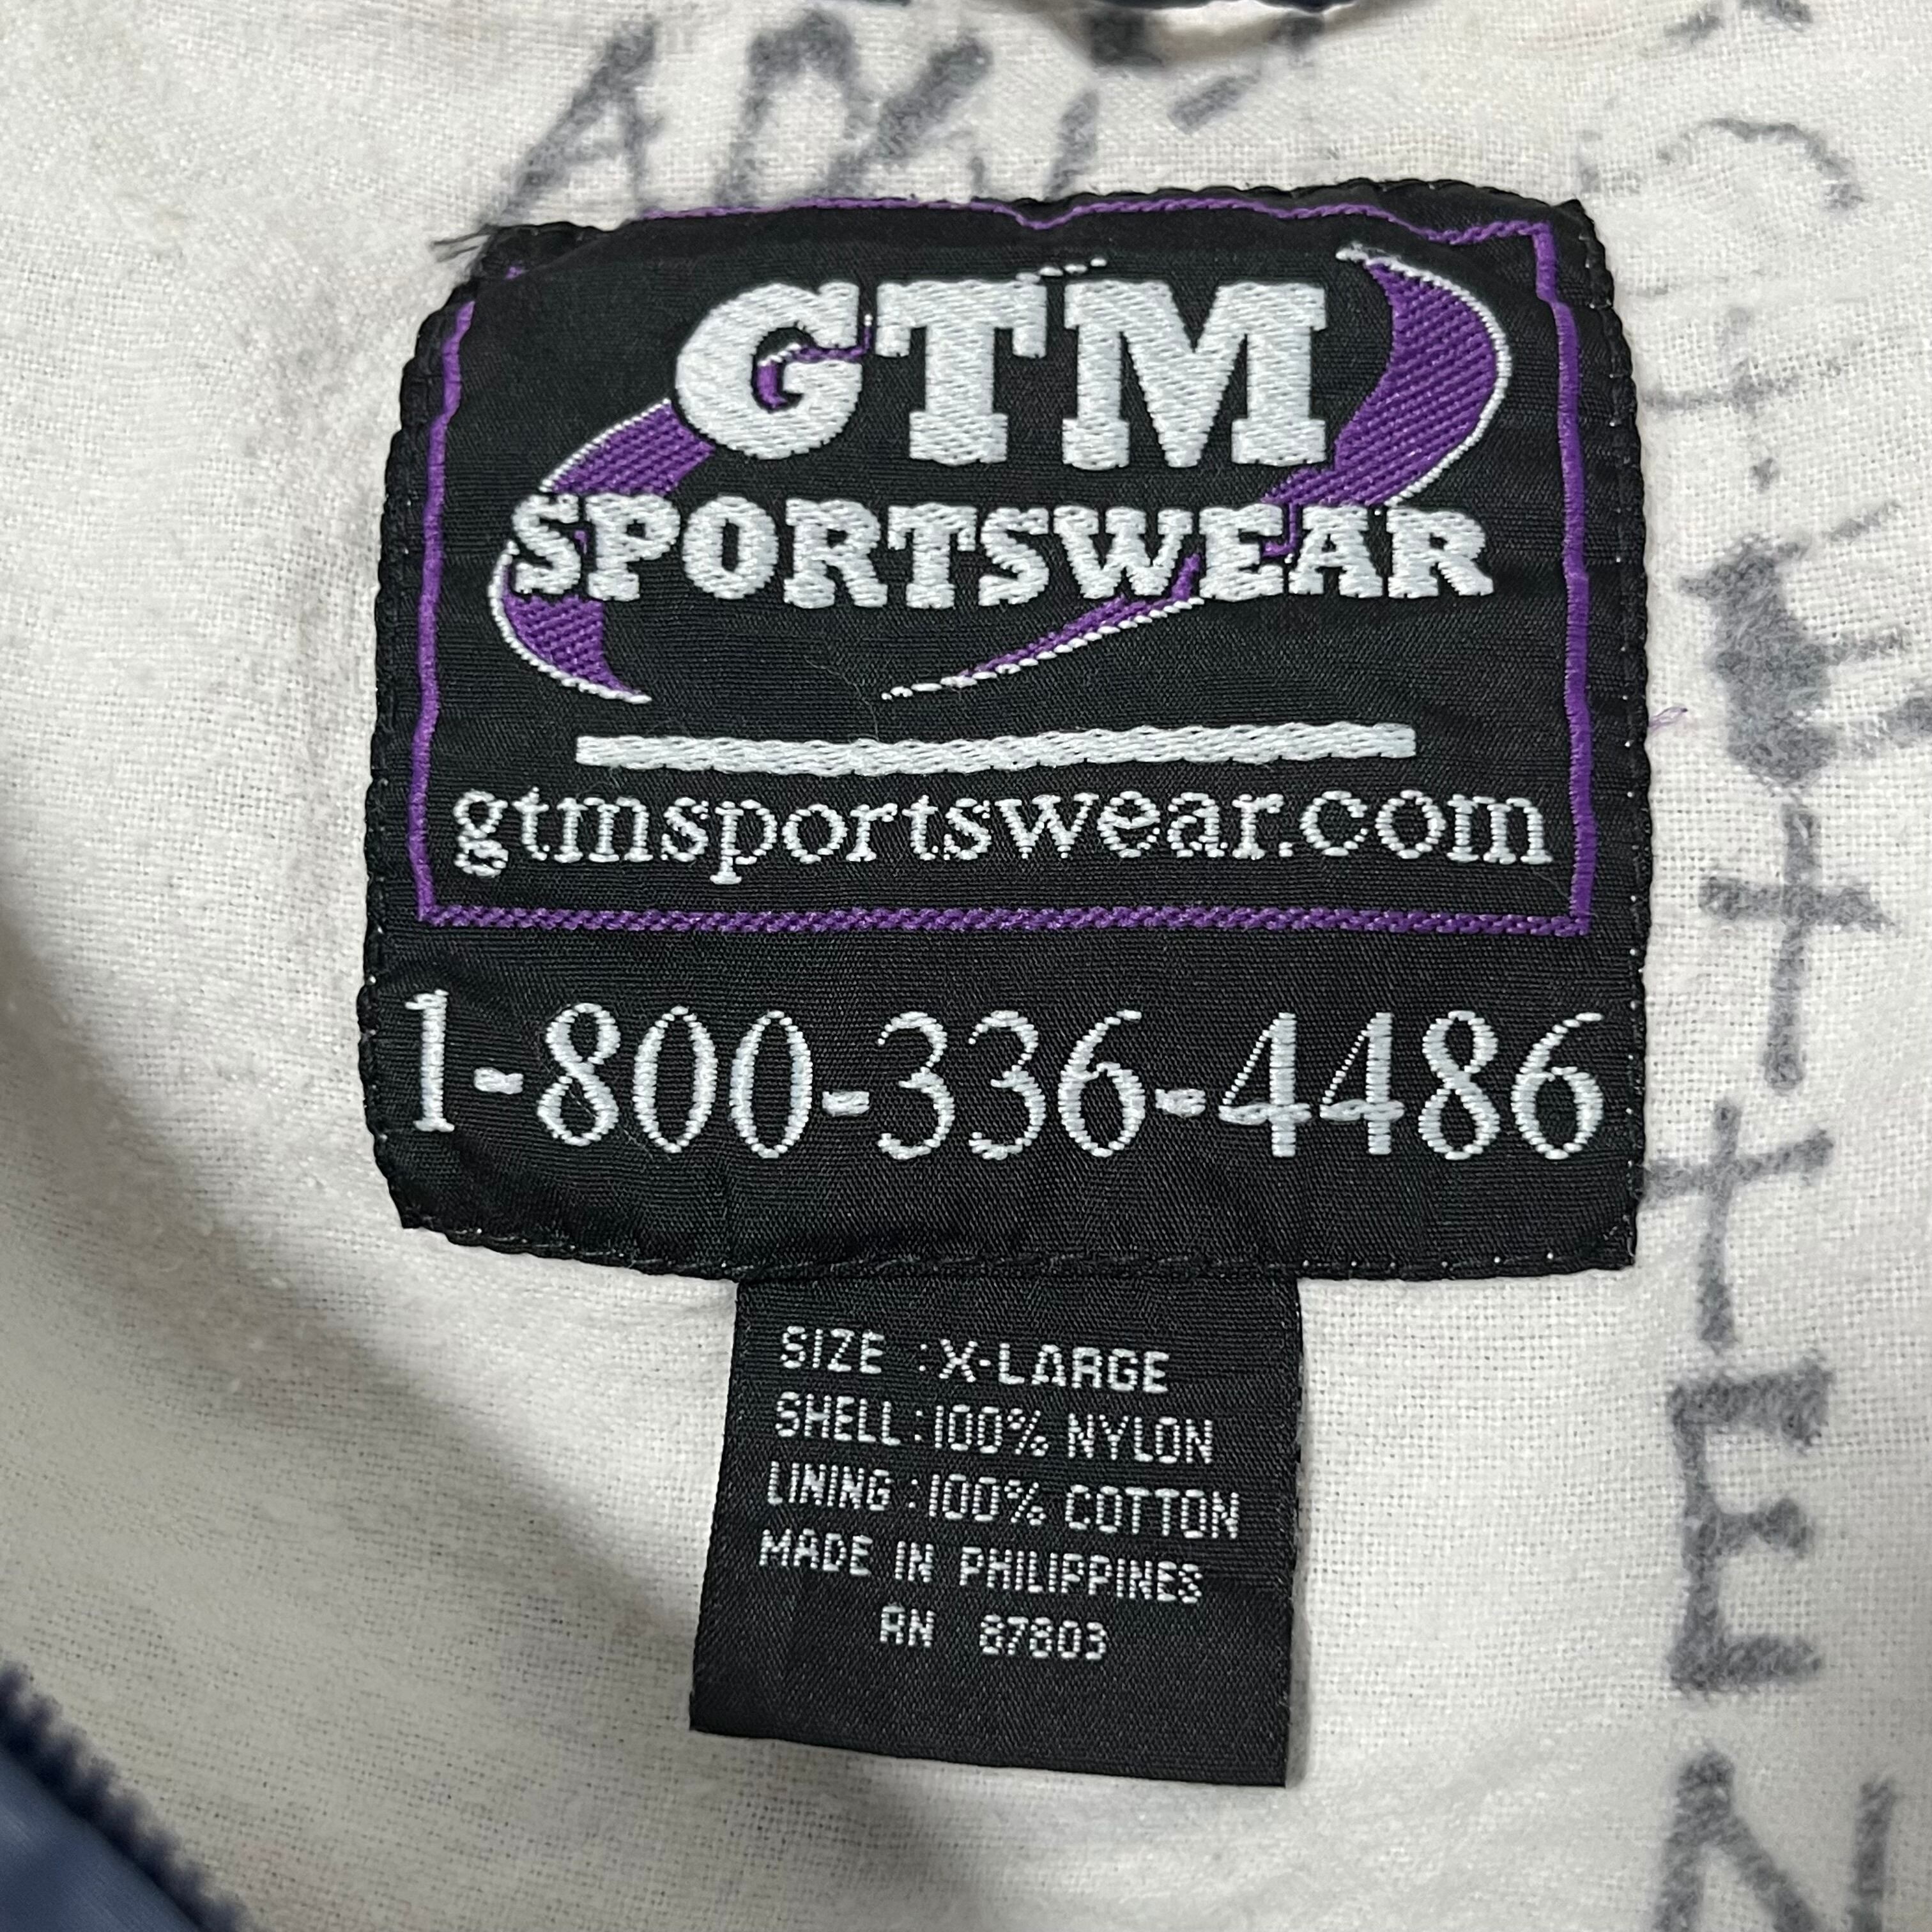 GTM
SPORTSWEAR
gtmsportswear.com
1-800-336-4486
SIZE :X-LARGE
SHELL:100% NYLON
LINING:100% COTTON
MADE IN PHILIPPINES
RN 87803